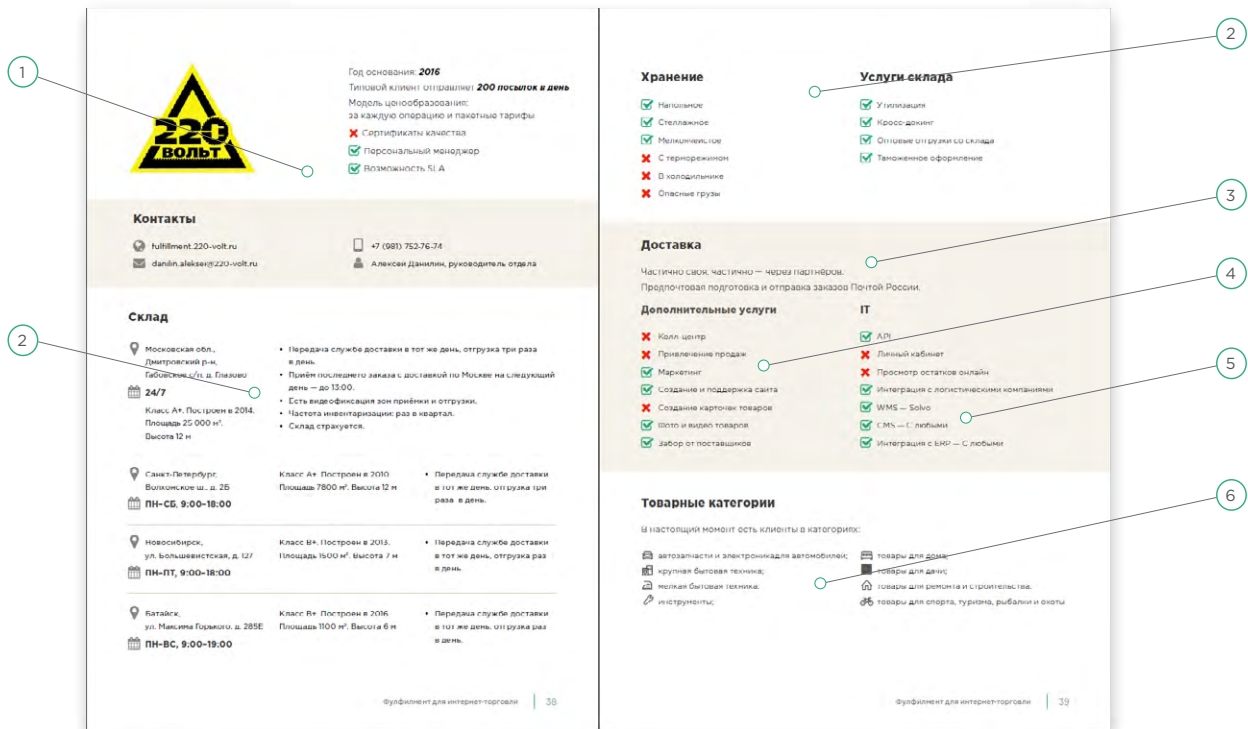 1
220
ВОЛЬТ
Год основания: 2016
Типовой клиент отправляет 200 посылок в день
Модель ценообразования:
за каждую операцию и пакетные тарифы
Сертификаты качества
Персональный менеджер
Возможность SLA
Контакты
fulfillment.220-volt.ru
danilin.aleksei@220-volt.ru
+7 (981) 752-76-74
Алексей Данилин, руководитель отдела
2
Склад
Московская обл.,
Дмитровский р-н,
Габовское с/п, д. Глазово
24/7
Класс А+. Построен в 2014.
Площадь 25 000 м².
Высота 12 м
• Передача службе доставки в тот же день, отгрузка три раза
в день.
• Приём последнего заказа с доставкой по Москве на следующий
день — до 13:00.
• Есть видеофиксация зон приёмки и отгрузки.
• Частота инвентаризации: раз в квартал.
• Склад страхуется.
Санкт-Петербург,
Волхонское ш., д. 2Б
ПН-СБ, 9:00-18:00
Класс А+. Построен в 2010.
Площадь 7800 м². Высота 12 м
• Передача службе доставки
в тот же день, отгрузка три
раза в день.
Новосибирск,
ул. Большевистская, д. 127
ПН-ПТ, 9:00-18:00
Класс В+. Построен в 2013.
Площадь 1500 м². Высота 7 м
• Передача службе доставки
в тот же день, отгрузка раз
в день.
Батайск,
ул. Максима Горького, д. 285Е
ПН-ВС, 9:00-19:00
Класс В+. Построен в 2016.
Площадь 1100 м². Высота 6 м
• Передача службе доставки
в тот же день, отгрузка раз
в день.
Фулфилмент для интернет-торговли | 38
2
Хранение
Напольное
Стеллажное
Мелкоячеистое
С терморежимом
В холодильнике
Опасные грузы
Услуги склада
Утилизация
Кросс-докинг
Оптовые отгрузки со склада
Таможенное оформление
3
Доставка
Частично своя, частично — через партнёров.
Предпочтовая подготовка и отправка заказов Почтой России.
4
Дополнительные услуги
Колл-центр
Привлечение продаж
Маркетинг
Создание и поддержка сайта
Создание карточек товаров
Фото и видео товаров
Забор от поставщиков
5
IT
API
Личный кабинет
Просмотр остатков онлайн
Интеграция с логистическими компаниями
WMS — Solvo
CMS — С любыми
Интеграция с ERP — С любыми
6
Товарные категории
В настоящий момент есть клиенты в категориях:
автозапчасти и электроникадля автомобилей;
крупная бытовая техника;
мелкая бытовая техника;
инструменты;
товары для дома;
товары для дачи;
товары для ремонта и строительства;
товары для спорта, туризма, рыбалки и охоты
Фулфилмент для интернет-торговли | 39